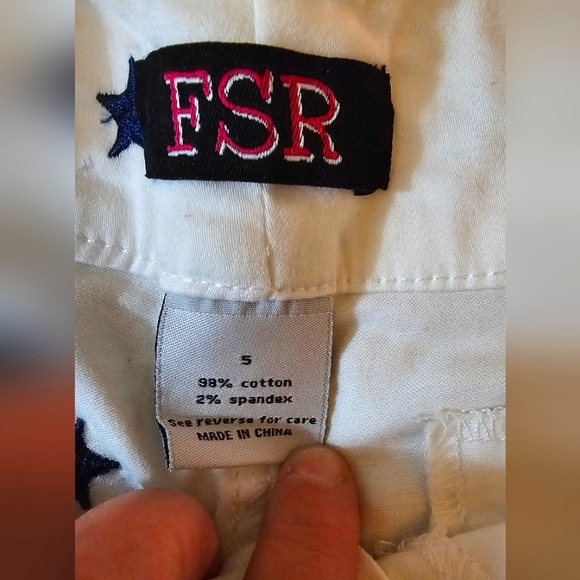 FSR
5
98% cotton
2% spandex
See reverse for care
MADE IN CHINA